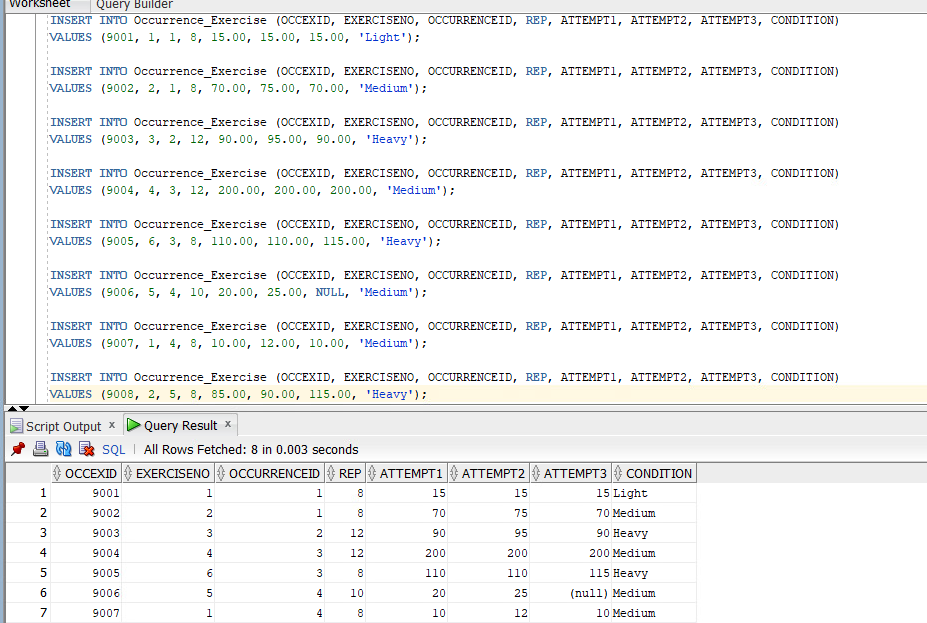 Worksheet Query Builder
INSERT INTO Occurrence_Exercise (OCCEXID, EXERCISENO, OCCURRENCEID, REP, ATTEMPT1, ATTEMPT2, ATTEMPT3, CONDITION)
VALUES (9001, 1, 1, 8, 15.00, 15.00, 15.00, 'Light');
INSERT INTO Occurrence_Exercise (OCCEXID, EXERCISENO, OCCURRENCEID, REP, ATTEMPT1, ATTEMPT2, ATTEMPT3, CONDITION)
VALUES (9002, 2, 1, 8, 70.00, 75.00, 70.00, 'Medium');
INSERT INTO Occurrence_Exercise (OCCEXID, EXERCISENO, OCCURRENCEID, REP, ATTEMPT1, ATTEMPT2, ATTEMPT3, CONDITION)
VALUES (9003, 3, 2, 12, 90.00, 95.00, 90.00, 'Heavy');
INSERT INTO Occurrence_Exercise (OCCEXID, EXERCISENO, OCCURRENCEID, REP, ATTEMPT1, ATTEMPT2, ATTEMPT3, CONDITION)
VALUES (9004, 4, 3, 12, 200.00, 200.00, 200.00, 'Medium');
INSERT INTO Occurrence_Exercise (OCCEXID, EXERCISENO, OCCURRENCEID, REP, ATTEMPT1, ATTEMPT2, ATTEMPT3, CONDITION)
VALUES (9005, 6, 3, 8, 110.00, 110.00, 115.00, 'Heavy');
INSERT INTO Occurrence_Exercise (OCCEXID, EXERCISENO, OCCURRENCEID, REP, ATTEMPT1, ATTEMPT2, ATTEMPT3, CONDITION)
VALUES (9006, 5, 4, 10, 20.00, 25.00, NULL, 'Medium');
INSERT INTO Occurrence_Exercise (OCCEXID, EXERCISENO, OCCURRENCEID, REP, ATTEMPT1, ATTEMPT2, ATTEMPT3, CONDITION)
VALUES (9007, 1, 4, 8, 10.00, 12.00, 10.00, 'Medium');
INSERT INTO Occurrence_Exercise (OCCEXID, EXERCISENO, OCCURRENCEID, REP, ATTEMPT1, ATTEMPT2, ATTEMPT3, CONDITION)
VALUES (9008, 2, 5, 8, 85.00, 90.00, 115.00, 'Heavy');
Script Output x Query Result x
SQL | All Rows Fetched: 8 in 0.003 seconds
OCCEXID EXERCISENO OCCURRENCEID REP ATTEMPT1 ATTEMPT2 ATTEMPT3 CONDITION
1 9001 1 1 8 15 15 15 Light
2 9002 2 1 8 70 75 70 Medium
3 9003 3 2 12 90 95 90 Heavy
4 9004 4 3 12 200 200 200 Medium
5 9005 6 3 8 110 110 115 Heavy
6 9006 5 4 10 20 25 (null) Medium
7 9007 1 4 8 10 12 10 Medium